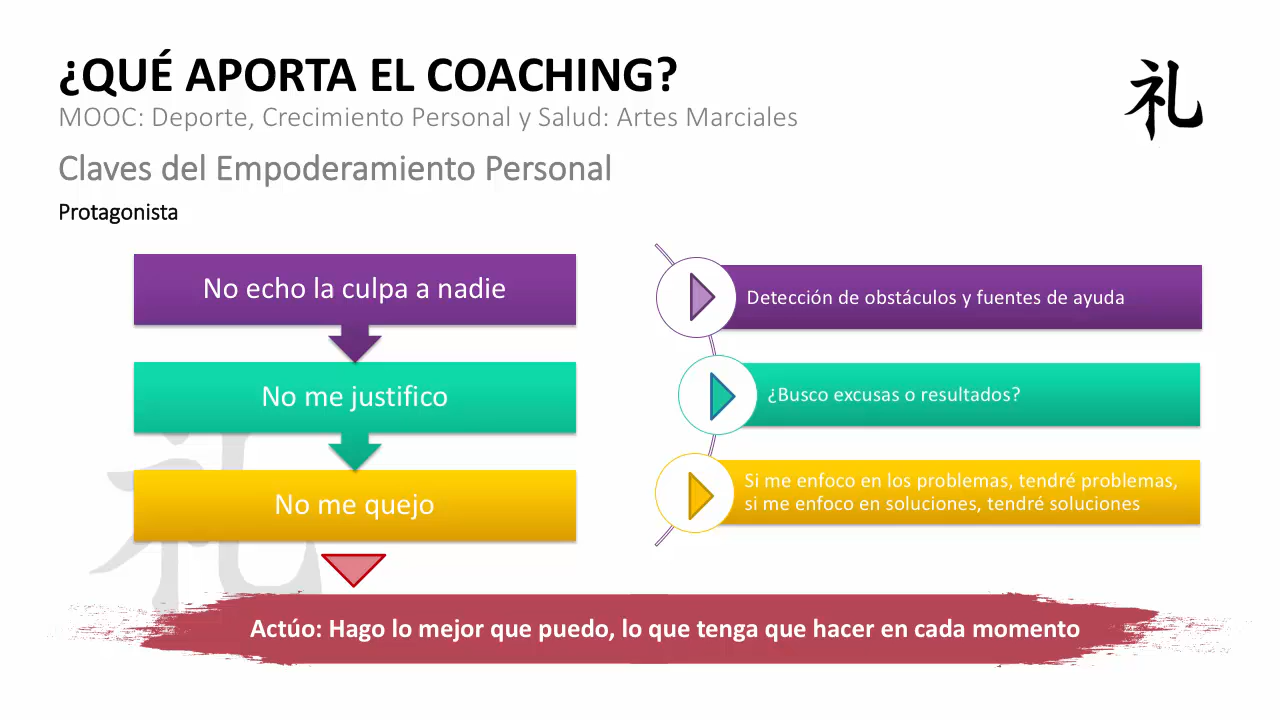 ¿QUÉ APORTA EL COACHING?
礼
MOOC: Deporte, Crecimiento Personal y Salud: Artes Marciales
Claves del Empoderamiento Personal
Protagonista
No echo la culpa a nadie
No me justifico
No me quejo
Detección de obstáculos y fuentes de ayuda
¿Busco excusas o resultados?
Si me enfoco en los problemas, tendré problemas,
si me enfoco en soluciones, tendré soluciones
礼
Actúo: Hago lo mejor que puedo, lo que tenga que hacer en cada momento